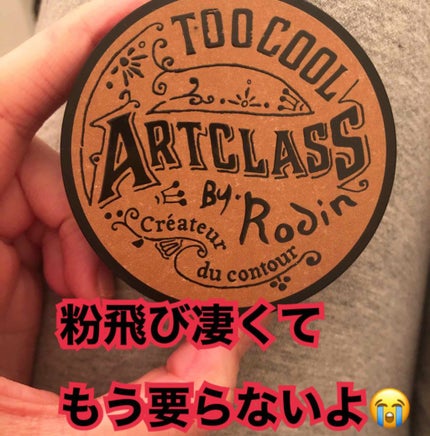 TOO COOL
ARTCLASS
By. Rodin
Créateur
du contour
粉飛び凄くて
もう要らないよ😭